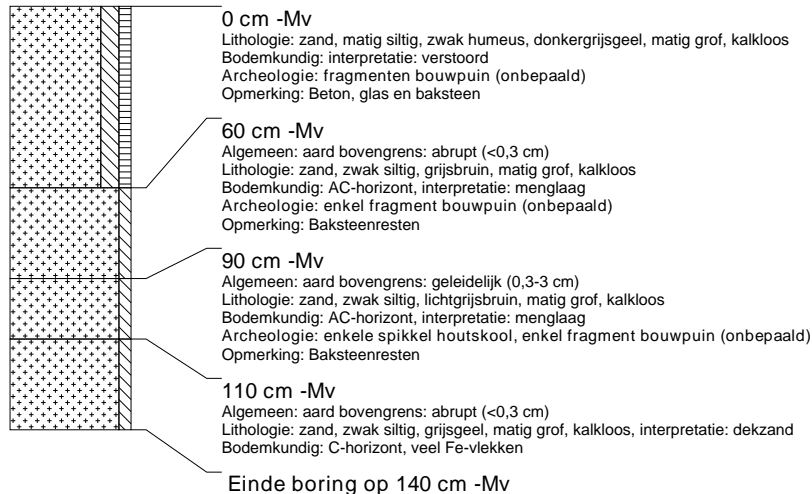 0 cm -Mv
Lithologie: zand, matig siltig, zwak humeus, donkergrijsgeel, matig grof, kalkloos
Bodemkundig: interpretatie: verstoord
Archeologie: fragmenten bouwpuin (onbepaald)
Opmerking: Beton, glas en baksteen
60 cm -Mv
Algemeen: aard bovengrens: abrupt (<0,3 cm)
Lithologie: zand, zwak siltig, grijsbruin, matig grof, kalkloos
Bodemkundig: AC-horizont, interpretatie: menglaag
Archeologie: enkel fragment bouwpuin (onbepaald)
Opmerking: Baksteenresten
90 cm -Mv
Algemeen: aard bovengrens: geleidelijk (0,3-3 cm)
Lithologie: zand, zwak siltig, lichtgrijsbruin, matig grof, kalkloos
Bodemkundig: AC-horizont, interpretatie: menglaag
Archeologie: enkele spikkel houtskool, enkel fragment bouwpuin (onbepaald)
Opmerking: Baksteenresten
110 cm -Mv
Algemeen: aard bovengrens: abrupt (<0,3 cm)
Lithologie: zand, zwak siltig, grijsgeel, matig grof, kalkloos, interpretatie: dekzand
Bodemkundig: C-horizont, veel Fe-vlekken
Einde boring op 140 cm -Mv